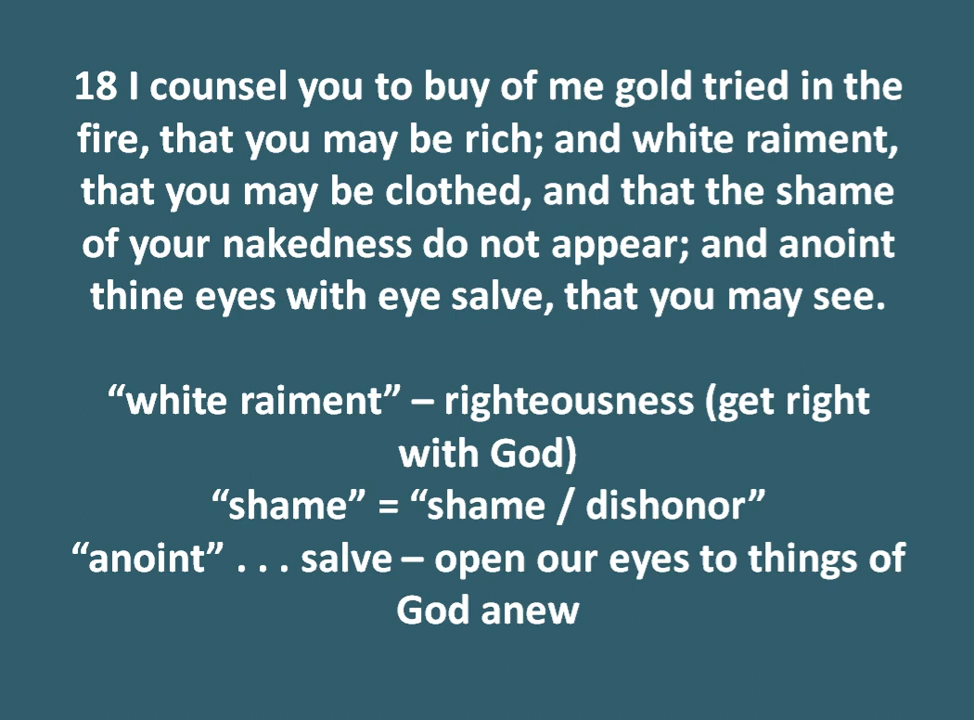 18 I counsel you to buy of me gold tried in the
fire, that you may be rich; and white raiment,
that you may be clothed, and that the shame
of your nakedness do not appear; and anoint
thine eyes with eye salve, that you may see.
“white raiment” – righteousness (get right
with God)
“shame” = “shame / dishonor”
“anoint” . . . salve – open our eyes to things of
God anew